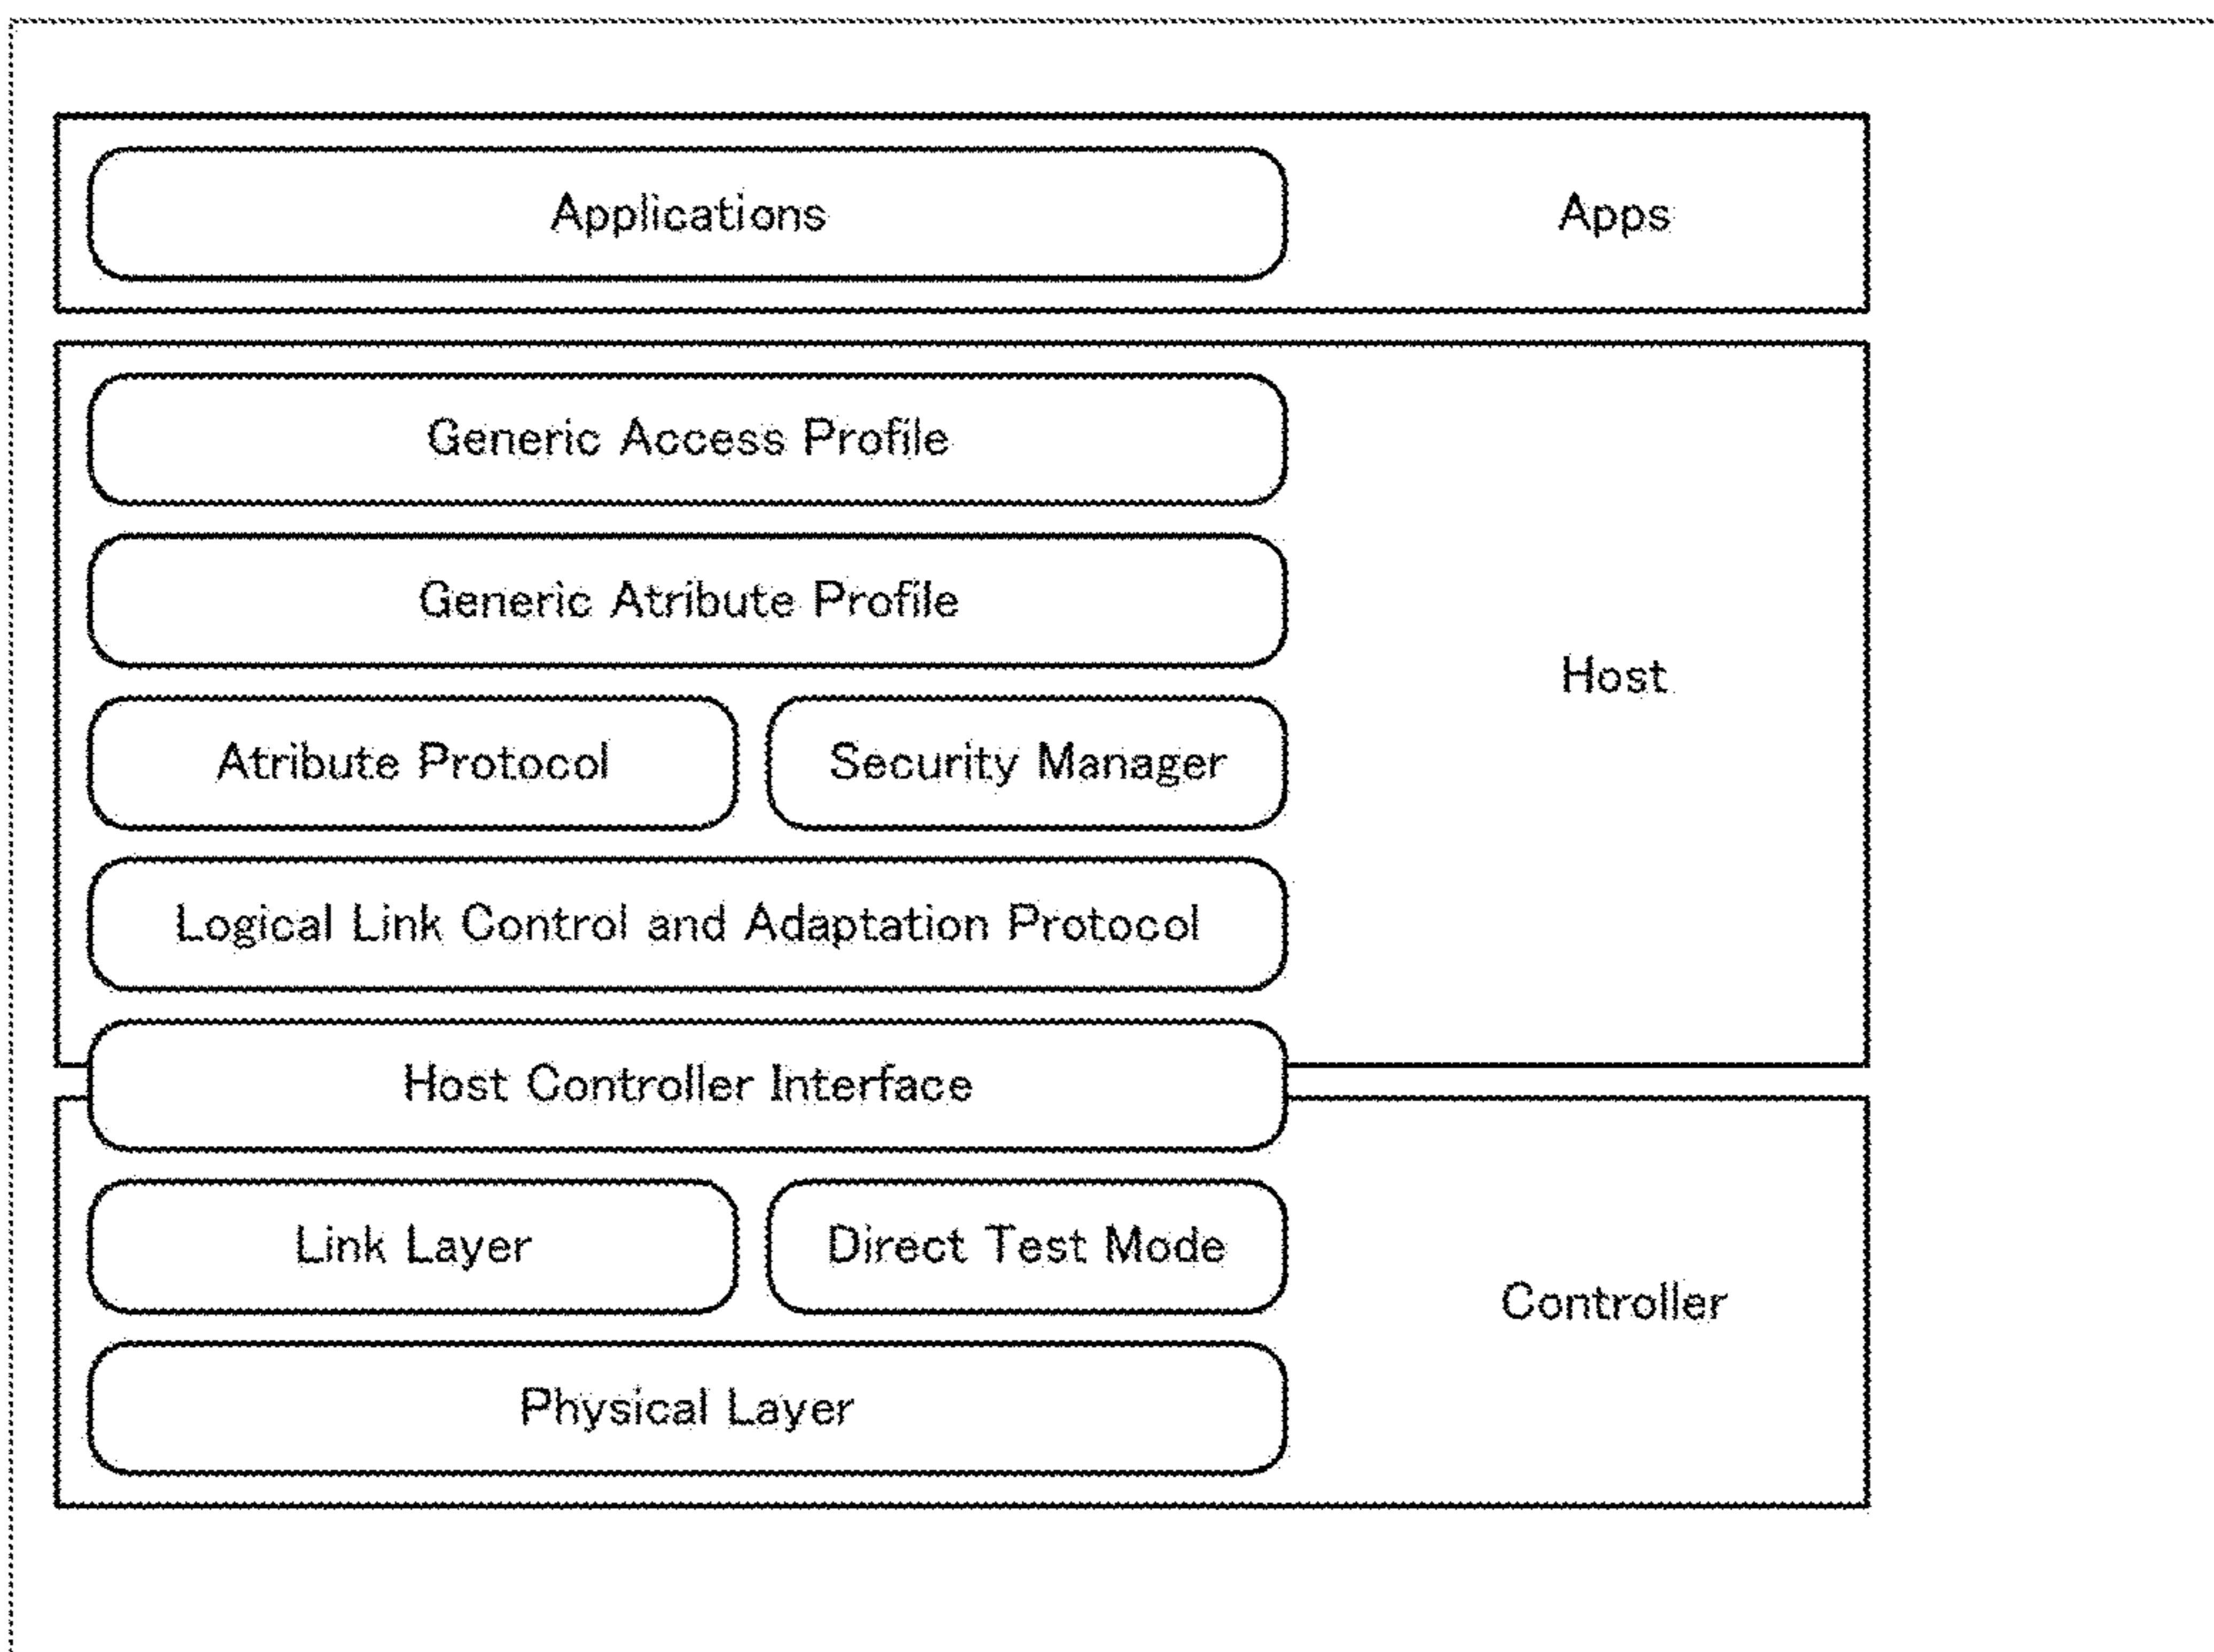 Applications
Apps
Generic Access Profile
Generic Atribute Profile
Host
Atribute Protocol
Security Manager
Logical Link Control and Adaptation Protocol
Host Controller Interface
Link Layer
Direct Test Mode
Controller
Physical Layer